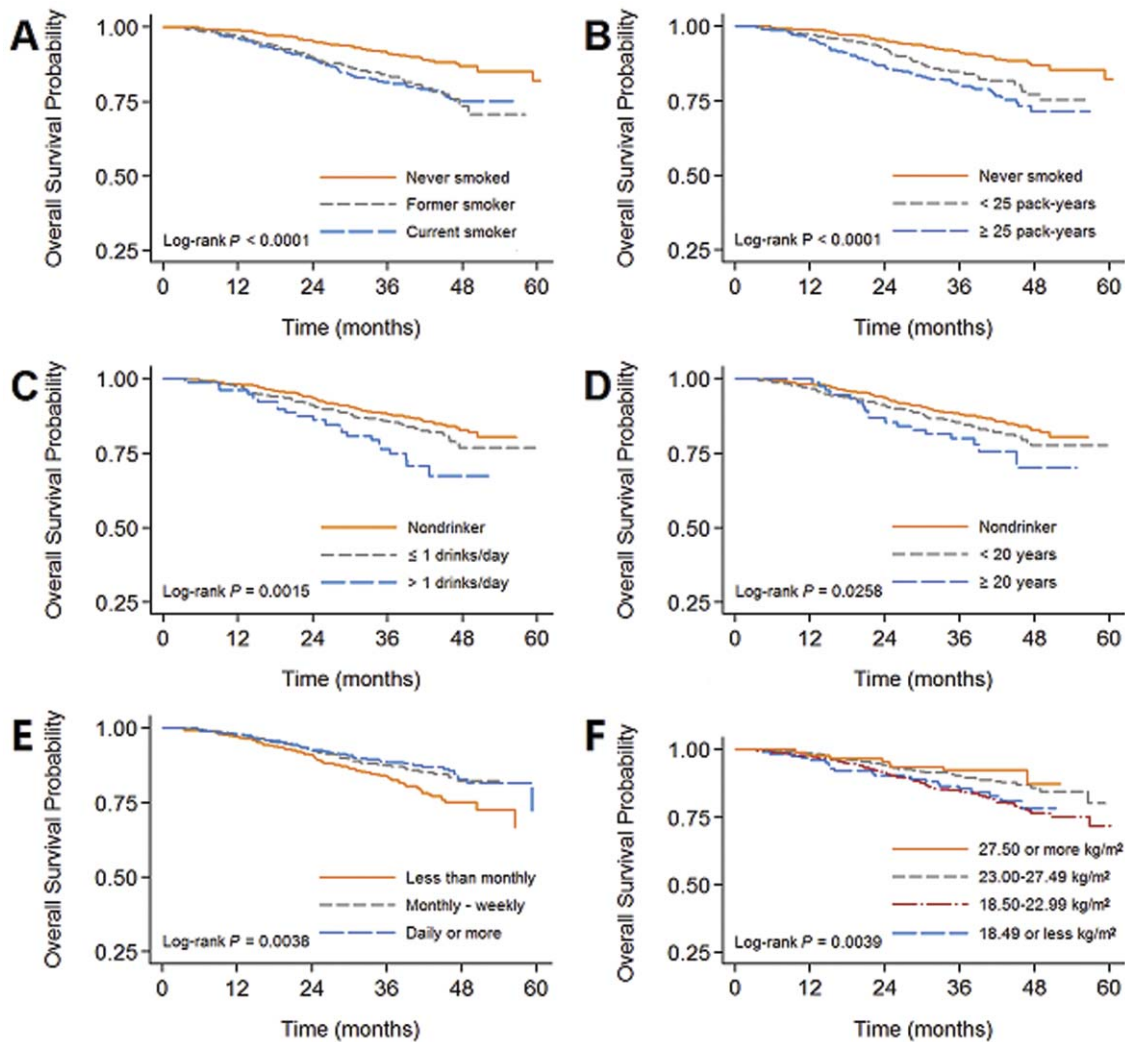 A
Overall Survival Probability
1.00
0.75
0.50
0.25
Never smoked
Former smoker
Current smoker
Log-rank P < 0.0001
0 12 24 36 48 60
Time (months)
B
Overall Survival Probability
1.00
0.75
0.50
0.25
Never smoked
< 25 pack-years
≥ 25 pack-years
Log-rank P < 0.0001
0 12 24 36 48 60
Time (months)
C
Overall Survival Probability
1.00
0.75
0.50
0.25
Nondrinker
≤ 1 drinks/day
> 1 drinks/day
Log-rank P = 0.0015
0 12 24 36 48 60
Time (months)
D
Overall Survival Probability
1.00
0.75
0.50
0.25
Nondrinker
< 20 years
≥ 20 years
Log-rank P = 0.0258
0 12 24 36 48 60
Time (months)
E
Overall Survival Probability
1.00
0.75
0.50
0.25
Less than monthly
Monthly - weekly
Daily or more
Log-rank P = 0.0038
0 12 24 36 48 60
Time (months)
F
Overall Survival Probability
1.00
0.75
0.50
0.25
27.50 or more kg/m²
23.00-27.49 kg/m²
18.50-22.99 kg/m²
18.49 or less kg/m²
Log-rank P = 0.0039
0 12 24 36 48 60
Time (months)